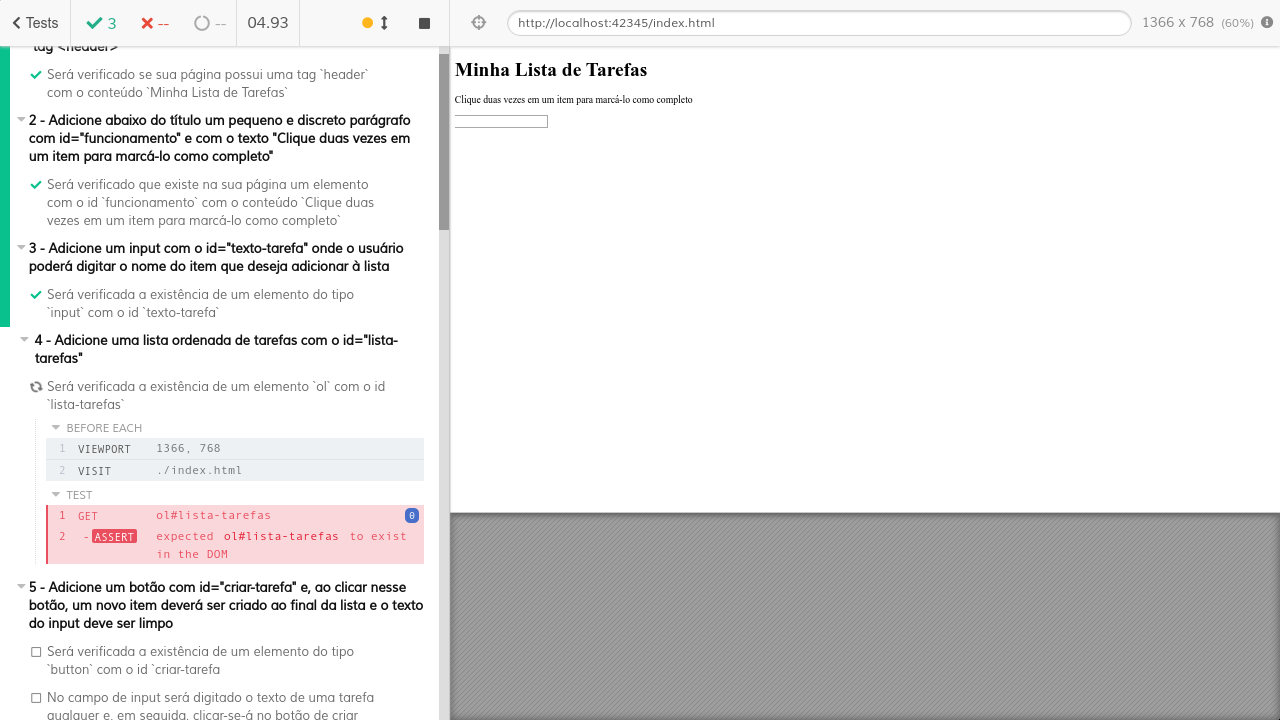 Tests
3
--
--
04.93
http://localhost:42345/index.html
1366 x 768 (60%)
tag <header>
Será verificado se sua página possui uma tag `header`
com o conteúdo `Minha Lista de Tarefas`
2 - Adicione abaixo do título um pequeno e discreto parágrafo
com id="funcionamento" e com o texto "Clique duas vezes em
um item para marcá-lo como completo"
Será verificado que existe na sua página um elemento
com o id `funcionamento` com o conteúdo `Clique duas
vezes em um item para marcá-lo como completo`
3 - Adicione um input com o id="texto-tarefa" onde o usuário
poderá digitar o nome do item que deseja adicionar à lista
Será verificada a existência de um elemento do tipo
`input` com o id `texto-tarefa`
4 - Adicione uma lista ordenada de tarefas com o id="lista-
tarefas"
Será verificada a existência de um elemento `ol` com o id
`lista-tarefas`
BEFORE EACH
1 VIEWPORT 1366, 768
2 VISIT ./index.html
TEST
1 GET ol#lista-tarefas 0
2 -ASSERT expected ol#lista-tarefas to exist
in the DOM
5 - Adicione um botão com id="criar-tarefa" e, ao clicar nesse
botão, um novo item deverá ser criado ao final da lista e o texto
do input deve ser limpo
Será verificada a existência de um elemento do tipo
`button` com o id `criar-tarefa
No campo de input será digitado o texto de uma tarefa
qualquer e, em seguida, clicar-se-á no botão de criar
Minha Lista de Tarefas
Clique duas vezes em um item para marcá-lo como completo